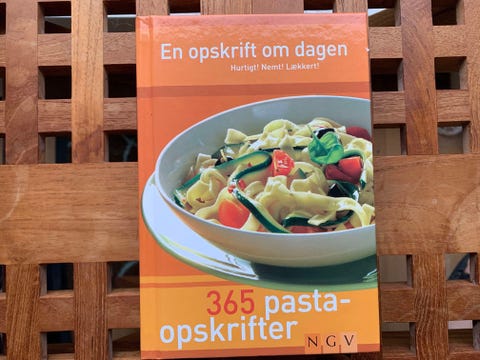 En opskrift om dagen
Hurtigt! Nemt! Lækkert!
365 pasta-
opskrifter
NGV